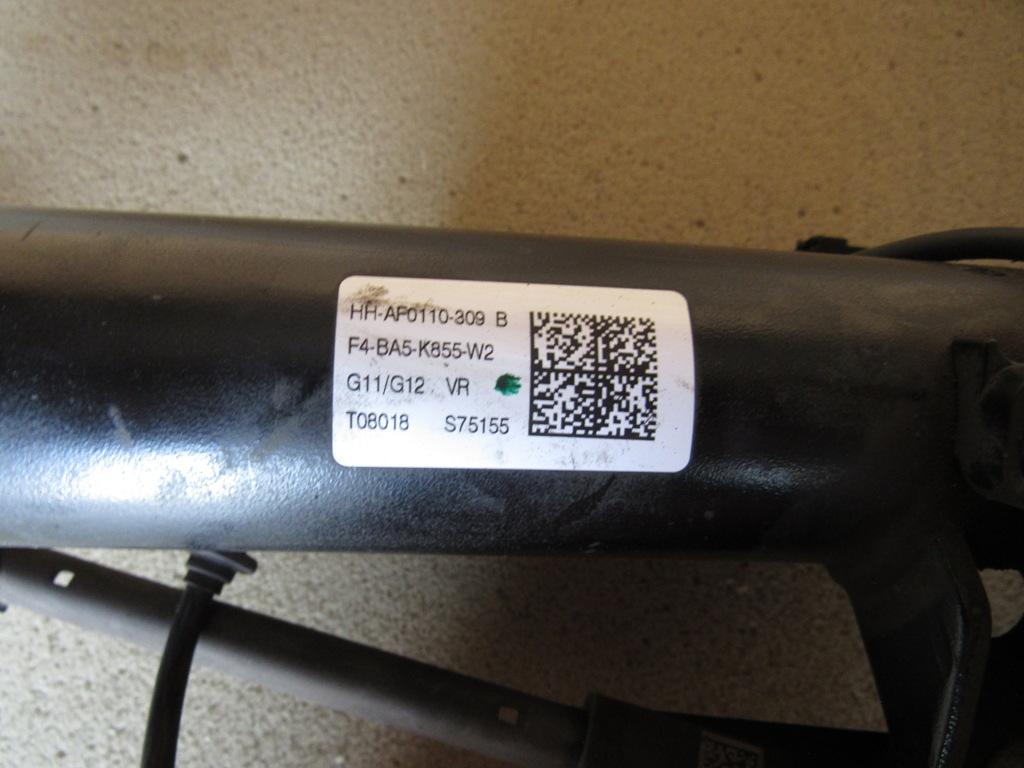 HH-AF0110-309 B
F4-BA5-K855-W2
G11/G12 VR
T08018 S75155